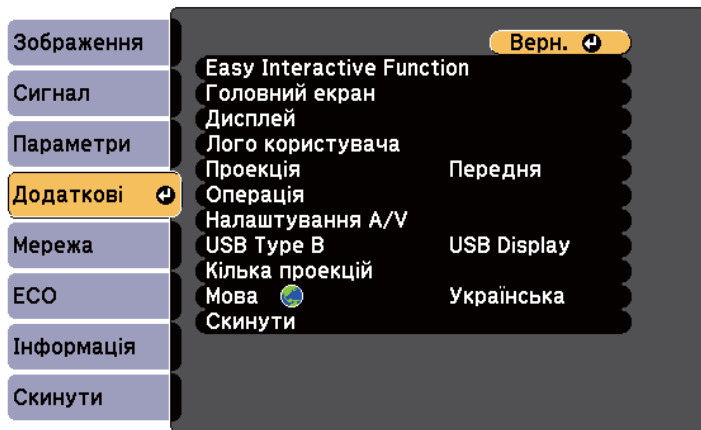 Зображення
Сигнал
Параметри
Додаткові
Мережа
ECO
Інформація
Скинути
Верн.
Easy Interactive Function
Головний екран
Дисплей
Лого користувача
Проекція Передня
Операція
Налаштування A/V
USB Type B USB Display
Кілька проекцій
Мова Українська
Скинути